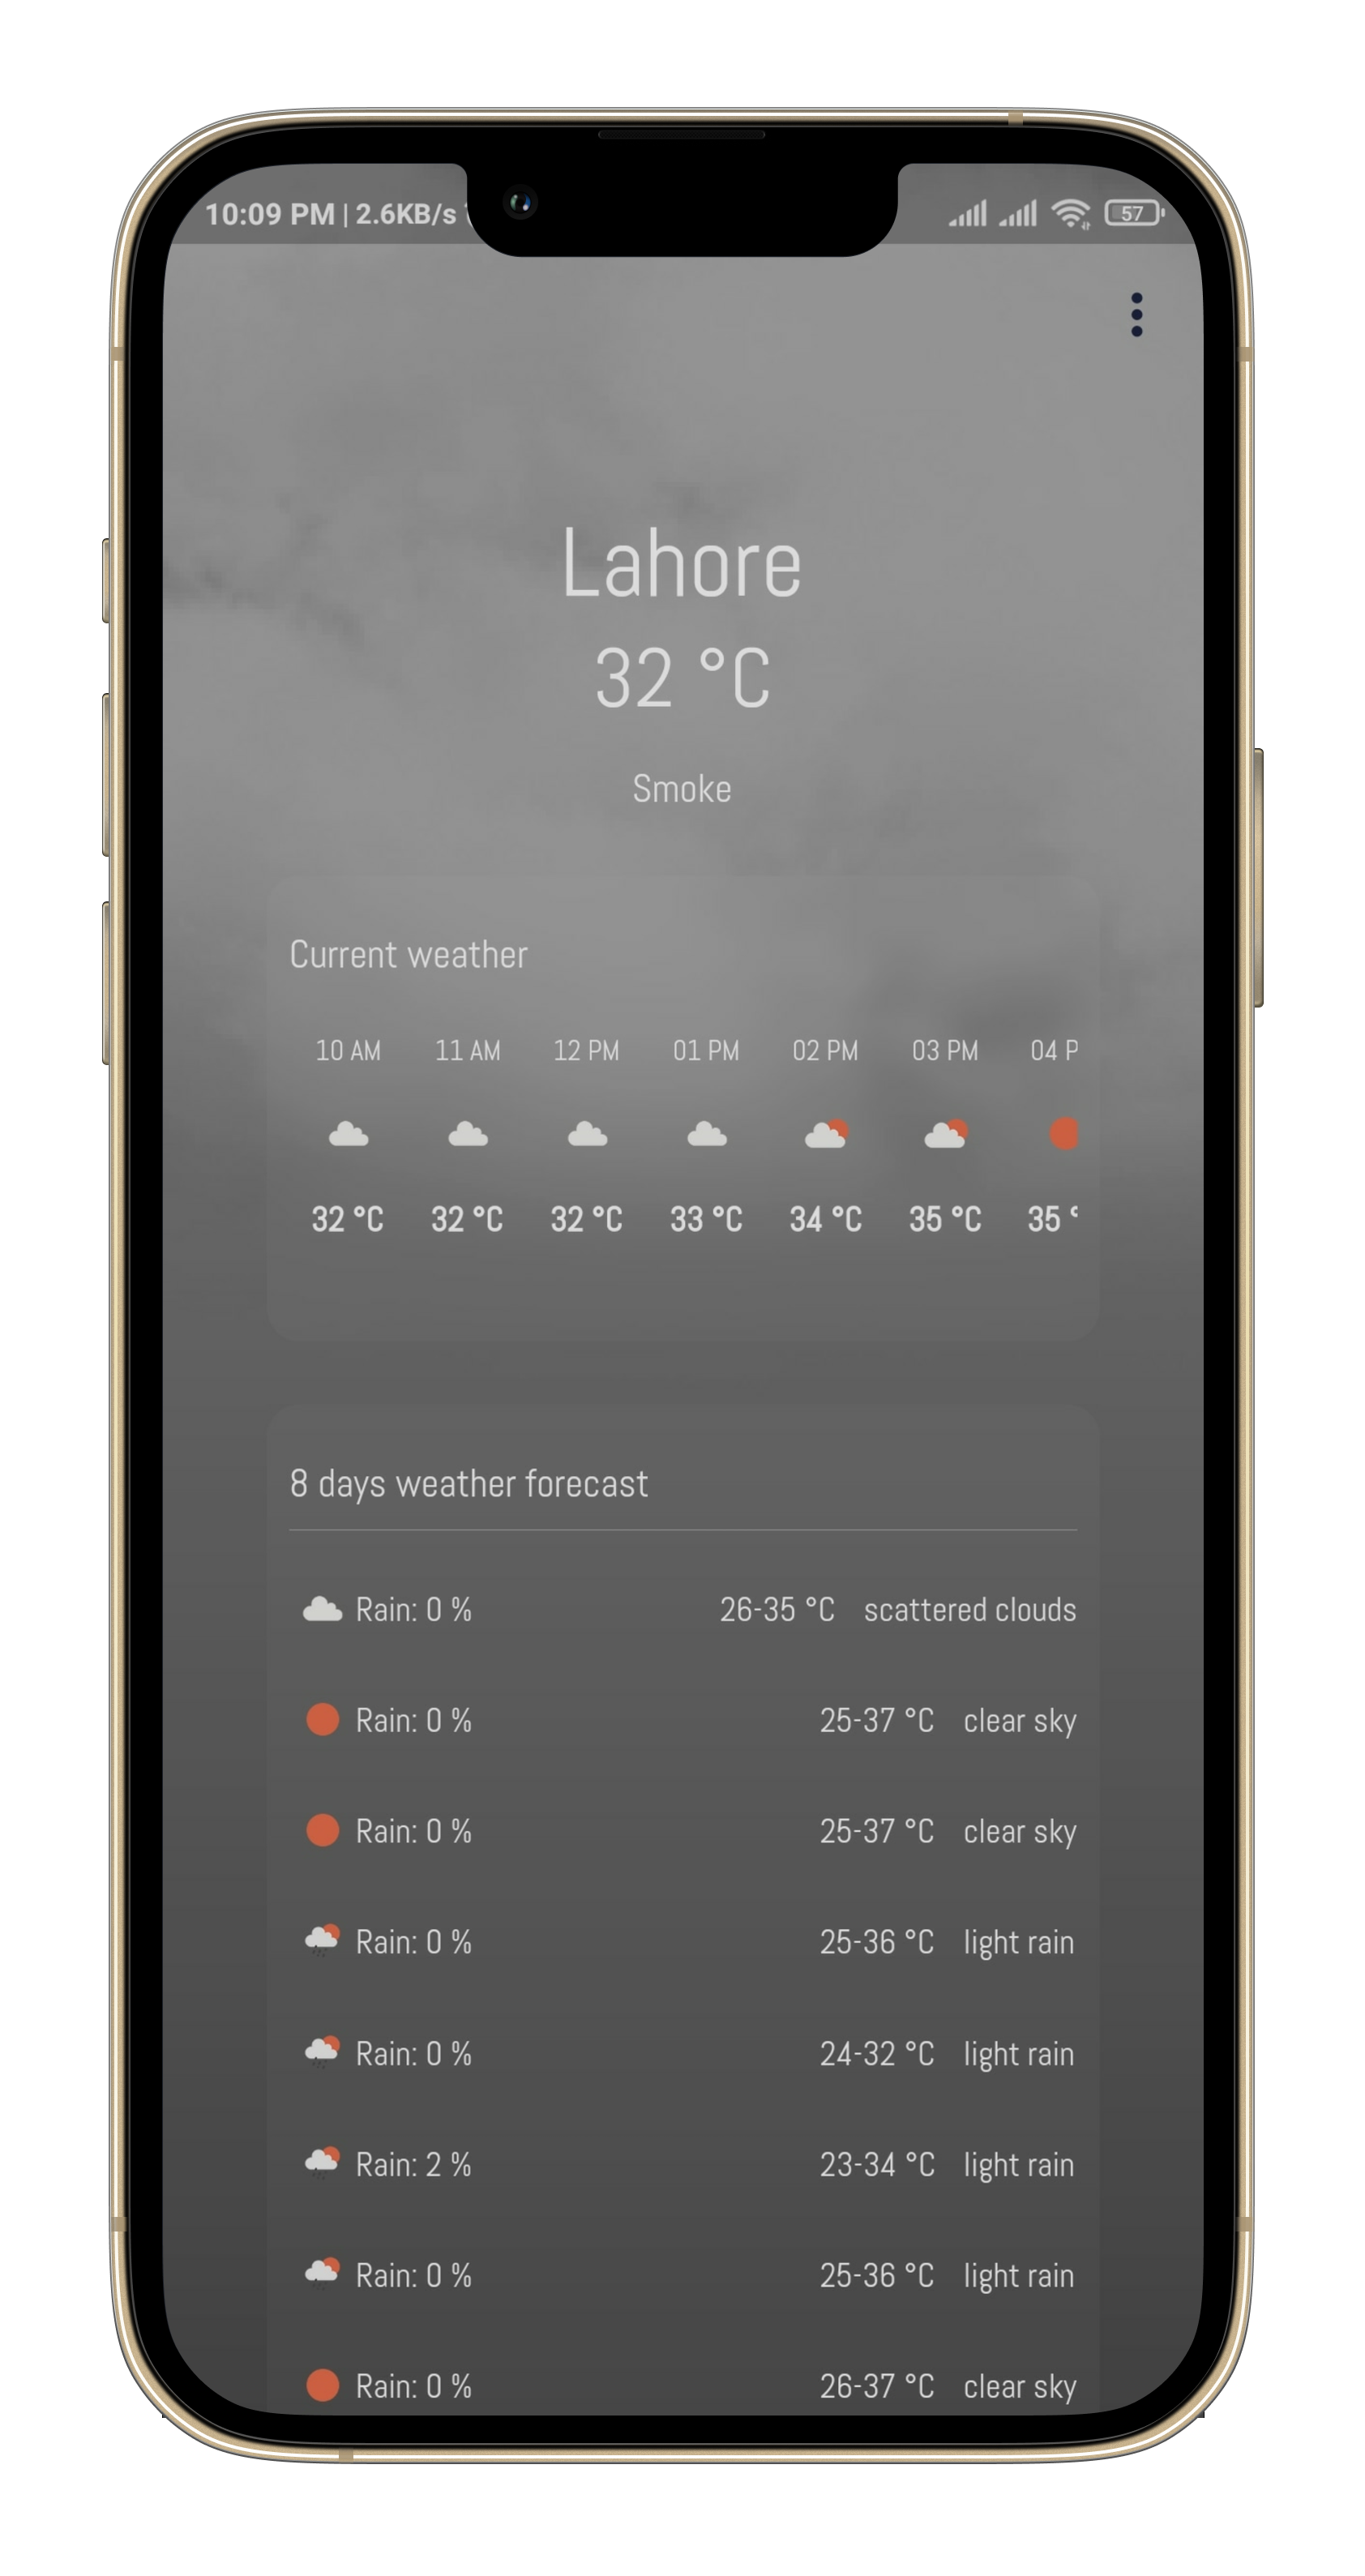 10:09 PM | 2.6KB/s
57
Lahore
32 °C
Smoke
Current weather
10 AM 11 AM 12 PM 01 PM 02 PM 03 PM 04 P
32 °C 32 °C 32 °C 33 °C 34 °C 35 °C 35 °
8 days weather forecast
Rain: 0 % 26-35 °C scattered clouds
Rain: 0 % 25-37 °C clear sky
Rain: 0 % 25-37 °C clear sky
Rain: 0 % 25-36 °C light rain
Rain: 0 % 24-32 °C light rain
Rain: 2 % 23-34 °C light rain
Rain: 0 % 25-36 °C light rain
Rain: 0 % 26-37 °C clear sky